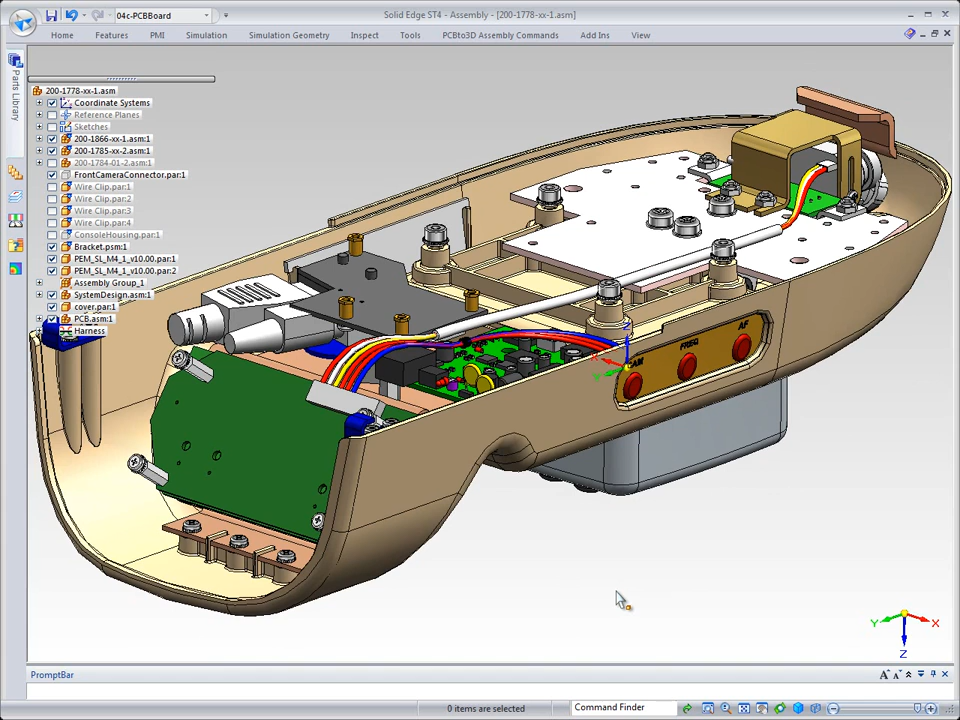 04c-PCBBoard
Solid Edge ST4 - Assembly - [200-1778-xx-1.asm]
Home Features PMI Simulation Simulation Geometry Inspect Tools PCBto3D Assembly Commands Add Ins View
Parts Library
200-1778-xx-1.asm
Coordinate Systems
Reference Planes
Sketches
200-1866-xx-1.asm:1
200-1785-xx-2.asm:1
200-1784-01-2.asm:1
FrontCameraConnector.par:1
Wire Clip.par:1
Wire Clip.par:2
Wire Clip.par:3
Wire Clip.par:4
ConsoleHousing.par:1
Bracket.psm:1
PEM_SL_M4_1_v10.00.par:1
PEM_SL_M4_1_v10.00.par:2
Assembly Group_1
SystemDesign.asm:1
cover.par:1
PCB.asm:1
Harness
AF
FREQ
CAM
Z
X
Y
Y
X
Z
PromptBar
0 items are selected
Command Finder